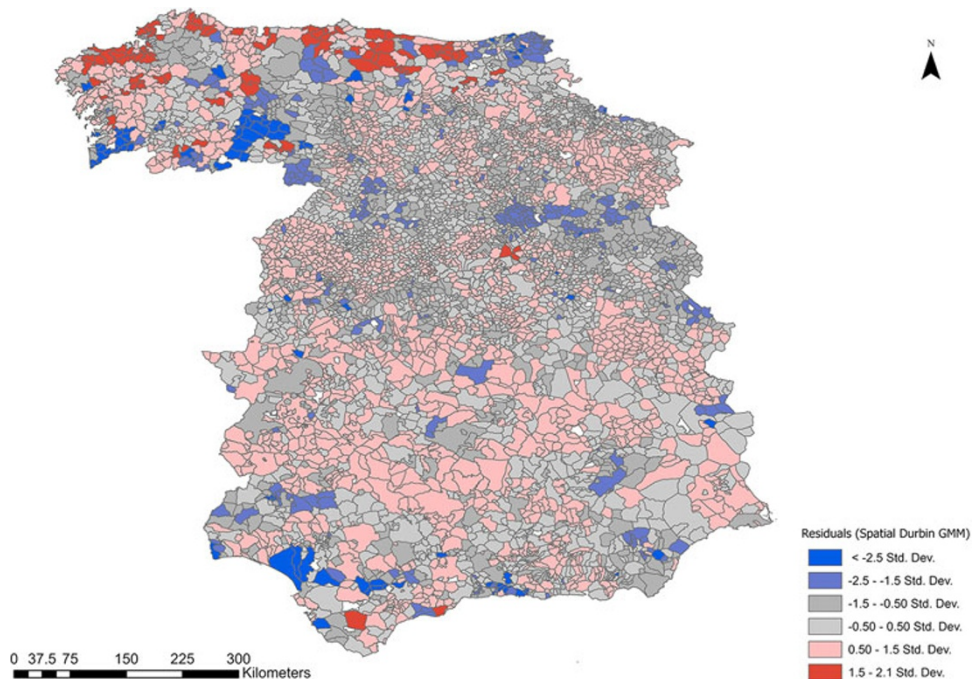 N
Residuals (Spatial Durbin GMM)
< -2.5 Std. Dev.
-2.5 - -1.5 Std. Dev.
-1.5 - -0.50 Std. Dev.
-0.50 - 0.50 Std. Dev.
0.50 - 1.5 Std. Dev.
1.5 - 2.1 Std. Dev.
0 37.5 75 150 225 300
Kilometers